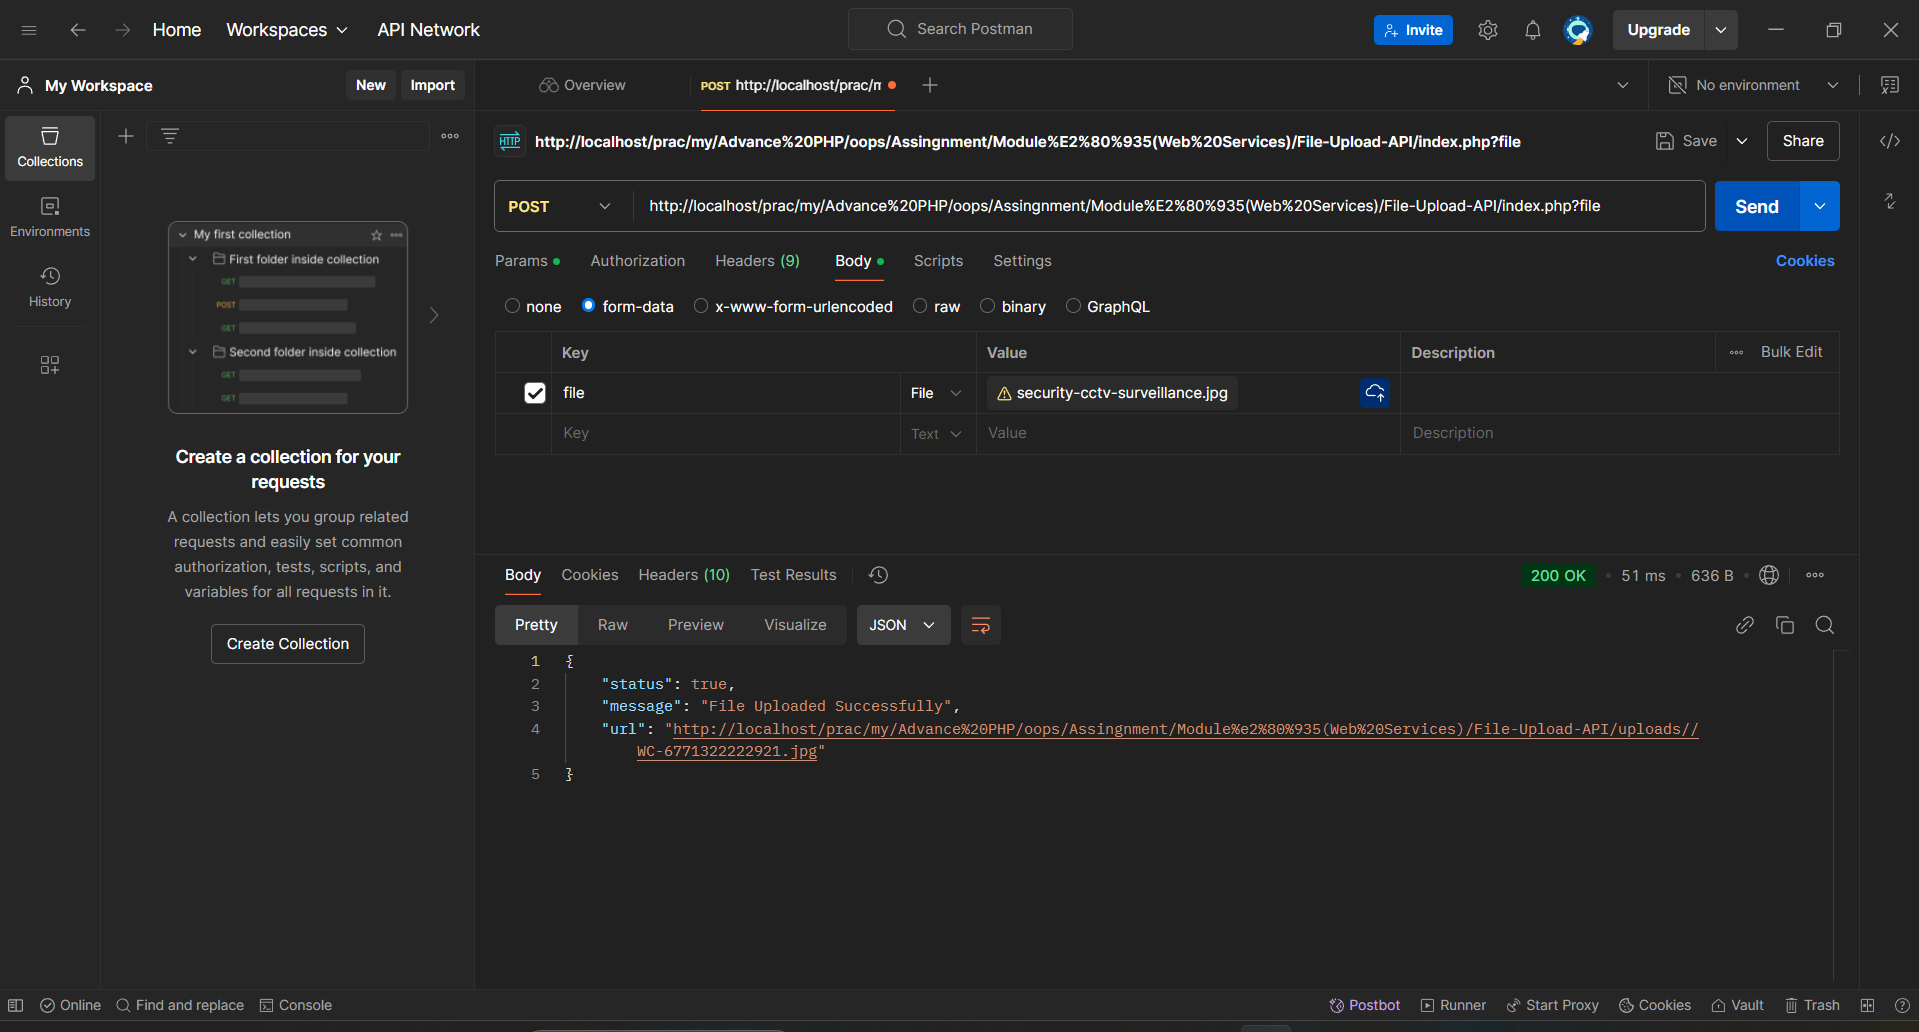 Home Workspaces API Network Search Postman Invite Upgrade
My Workspace New Import
Overview POST http://localhost/prac/m No environment
Collections
Environments
History
My first collection
First folder inside collection
GET
POST
GET
Second folder inside collection
GET
GET
Create a collection for your
requests
A collection lets you group related
requests and easily set common
authorization, tests, scripts, and
variables for all requests in it.
Create Collection
HTTP http://localhost/prac/my/Advance%20PHP/oops/Assingnment/Module%E2%80%935(Web%20Services)/File-Upload-API/index.php?file Save Share
POST http://localhost/prac/my/Advance%20PHP/oops/Assingnment/Module%E2%80%935(Web%20Services)/File-Upload-API/index.php?file Send
Params Authorization Headers (9) Body Scripts Settings Cookies
none form-data x-www-form-urlencoded raw binary GraphQL
Key Value Description Bulk Edit
file File security-cctv-surveillance.jpg
Key Text Value Description
Body Cookies Headers (10) Test Results 200 OK 51 ms 636 B
Pretty Raw Preview Visualize JSON
1 {
2 "status": true,
3 "message": "File Uploaded Successfully",
4 "url": "http://localhost/prac/my/Advance%20PHP/oops/Assingnment/Module%e2%80%935(Web%20Services)/File-Upload-API/uploads//
WC-6771322222921.jpg"
5 }
Online Find and replace Console Postbot Runner Start Proxy Cookies Vault Trash